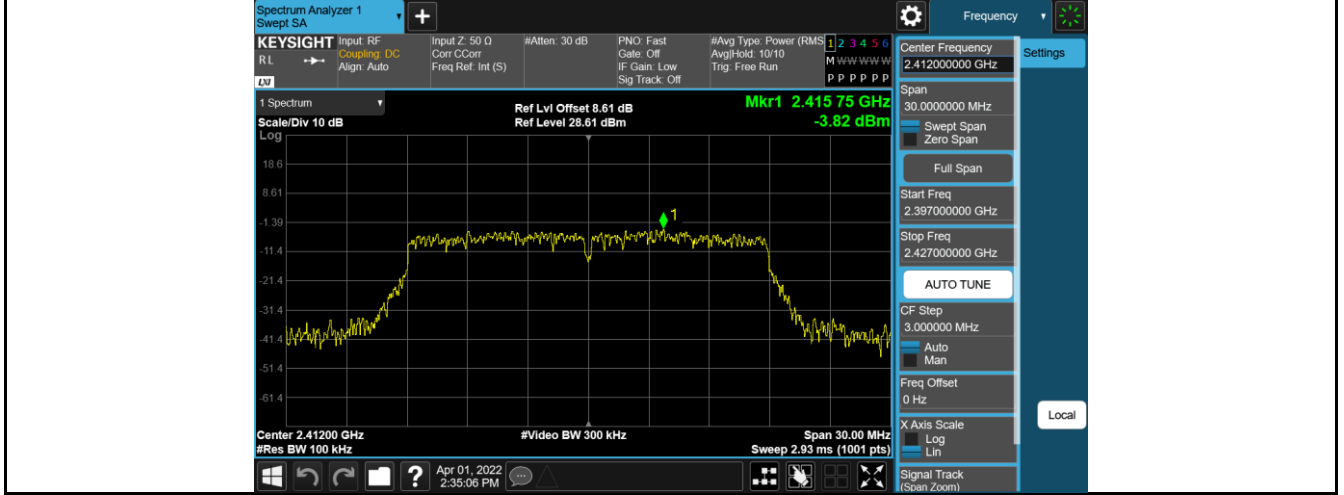 Spectrum Analyzer 1
Swept SA
Frequency
KEYSIGHT
RL
LXI
Input: RF
Coupling: DC
Align: Auto
Input Z: 50 Ω
Corr CCorr
Freq Ref: Int (S)
#Atten: 30 dB
PNO: Fast
Gate: Off
IF Gain: Low
Sig Track: Off
#Avg Type: Power (RMS
Avg|Hold: 10/10
Trig: Free Run
1 2 3 4 5 6
M W W W W W
P P P P P P
1 Spectrum
Scale/Div 10 dB
Ref Lvl Offset 8.61 dB
Ref Level 28.61 dBm
Mkr1 2.415 75 GHz
-3.82 dBm
Log
18.6
8.61
-1.39
-11.4
-21.4
-31.4
-41.4
-51.4
-61.4
1
Center 2.41200 GHz
#Res BW 100 kHz
#Video BW 300 kHz
Span 30.00 MHz
Sweep 2.93 ms (1001 pts)
?
Apr 01, 2022
2:35:06 PM
Center Frequency
2.412000000 GHz
Span
30.0000000 MHz
Swept Span
Zero Span
Full Span
Start Freq
2.397000000 GHz
Stop Freq
2.427000000 GHz
AUTO TUNE
CF Step
3.000000 MHz
Auto
Man
Freq Offset
0 Hz
X Axis Scale
Log
Lin
Signal Track
(Span Zoom)
Settings
Local